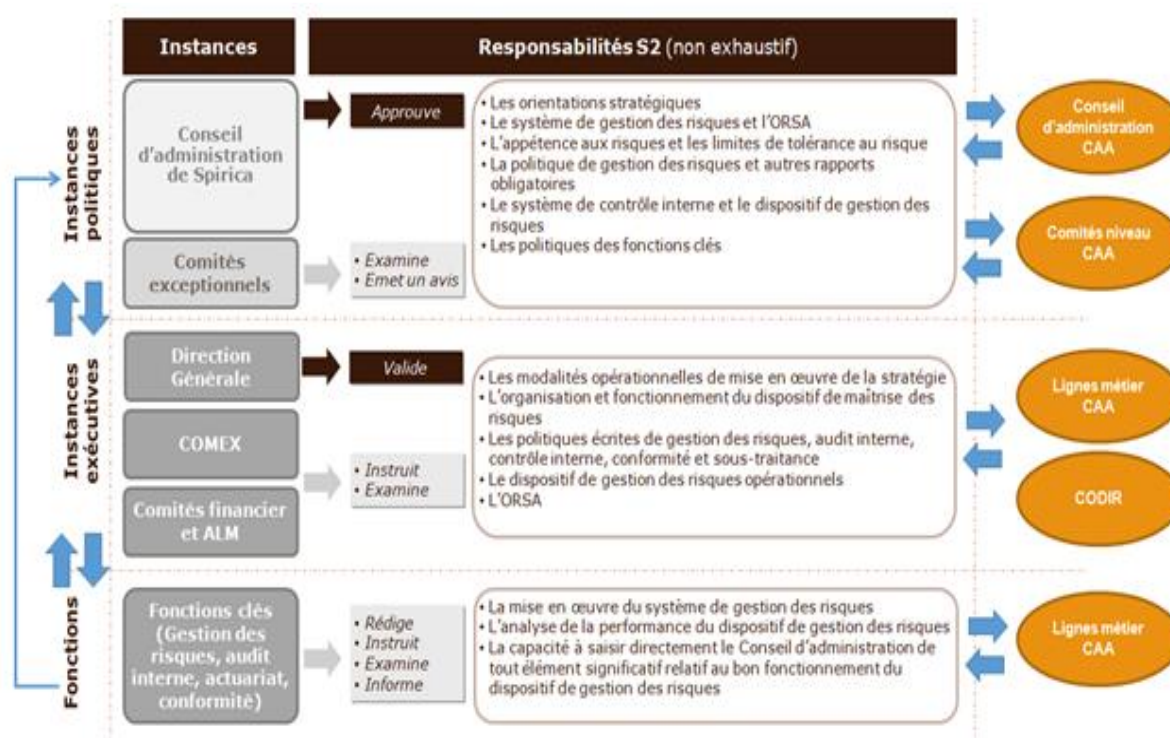 Instances
Responsabilités S2 (non exhaustif)
Instances
politiques
Conseil
d'administration
de Spirica
Approuve
• Les orientations stratégiques
• Le système de gestion des risques et l'ORSA
• L'appétence aux risques et les limites de tolérance au risque
• La politique de gestion des risques et autres rapports
obligatoires
• Le système de contrôle interne et le dispositif de gestion des
risques
• Les politiques des fonctions clés
Conseil
d'administration
CAA
Comités
exceptionnels
• Examine
• Emet un avis
Comités niveau
CAA
Instances
exécutives
Direction
Générale
Valide
COMEX
Comités financier
et ALM
• Instruit
• Examine
• Les modalités opérationnelles de mise en œuvre de la stratégie
• L'organisation et fonctionnement du dispositif de maîtrise des
risques
• Les politiques écrites de gestion des risques, audit interne,
contrôle interne, conformité et sous-traitance
• Le dispositif de gestion des risques opérationnels
• L'ORSA
Lignes métier
CAA
CODIR
Fonctions
Fonctions clés
(Gestion des
risques, audit
interne, actuariat,
conformité)
• Rédige
• Instruit
• Examine
• Informe
• La mise en œuvre du système de gestion des risques
• L'analyse de la performance du dispositif de gestion des risques
• La capacité à saisir directement le Conseil d'administration de
tout élément significatif relatif au bon fonctionnement du
dispositif de gestion des risques
Lignes métier
CAA